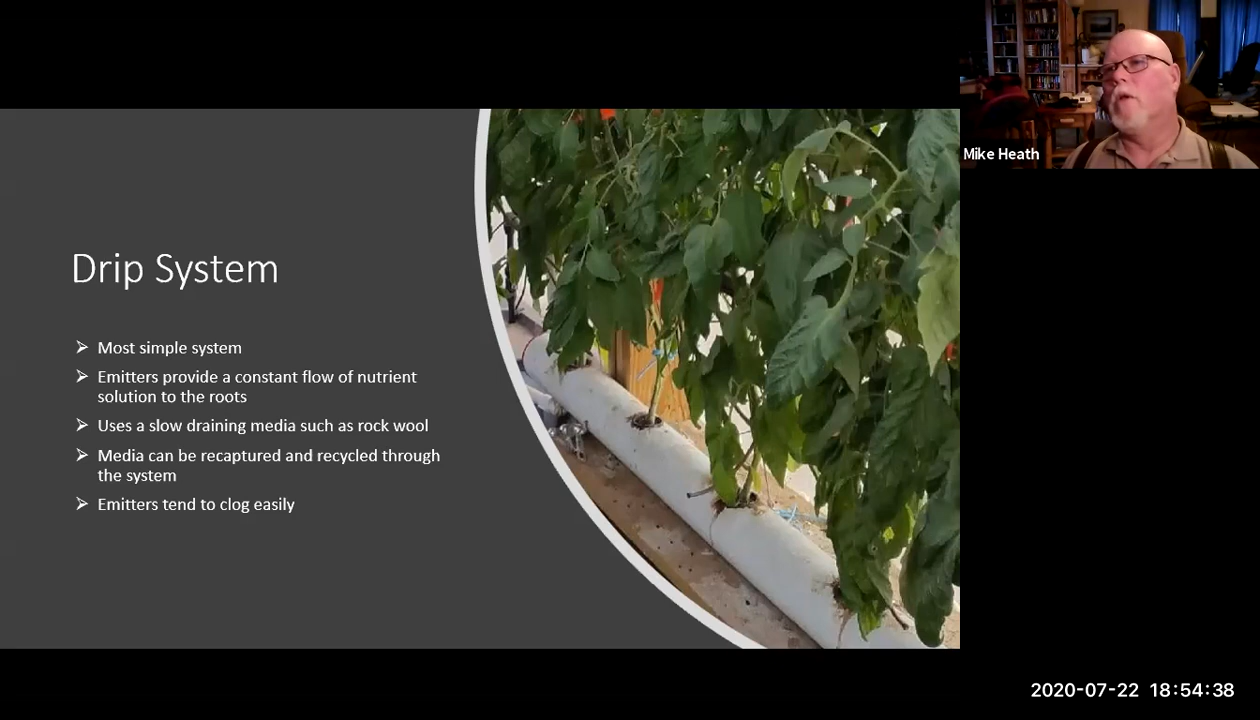 Mike Heath
Drip System
Most simple system
Emitters provide a constant flow of nutrient
solution to the roots
Uses a slow draining media such as rock wool
Media can be recaptured and recycled through
the system
Emitters tend to clog easily
2020-07-22 18:54:38